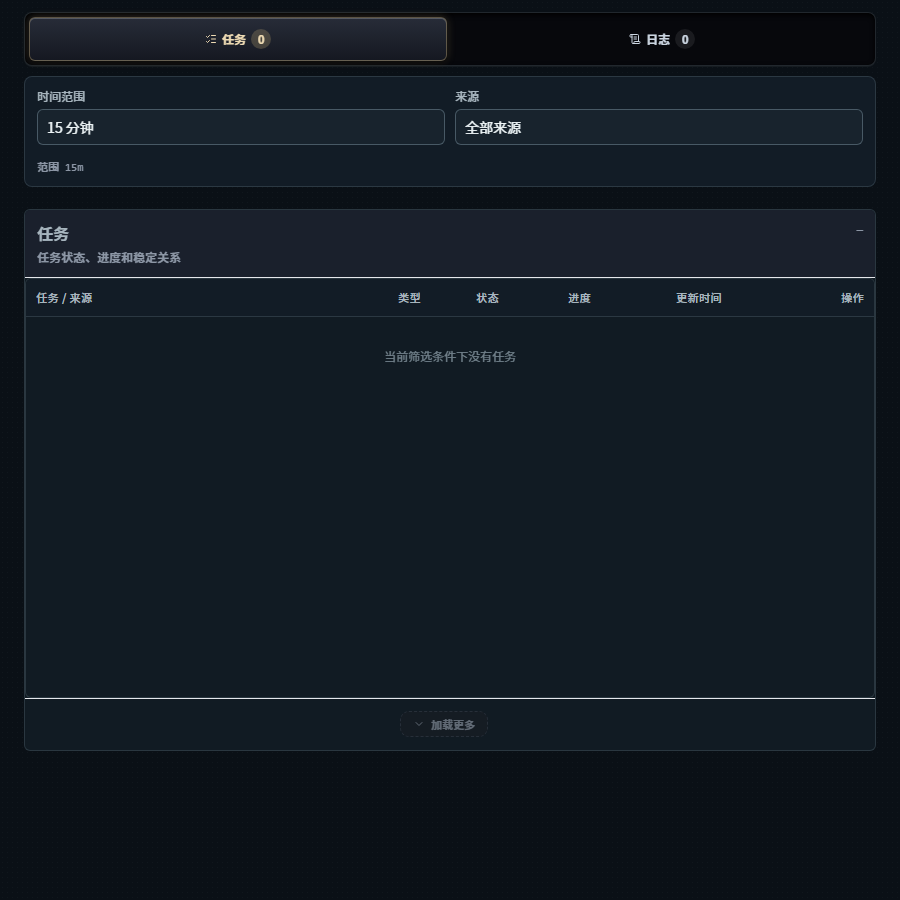 任务 0 日志 0
时间范围 来源
15 分钟 全部来源
范围 15m
任务 –
任务状态、进度和稳定关系
任务 / 来源 类型 状态 进度 更新时间 操作
当前筛选条件下没有任务
加载更多